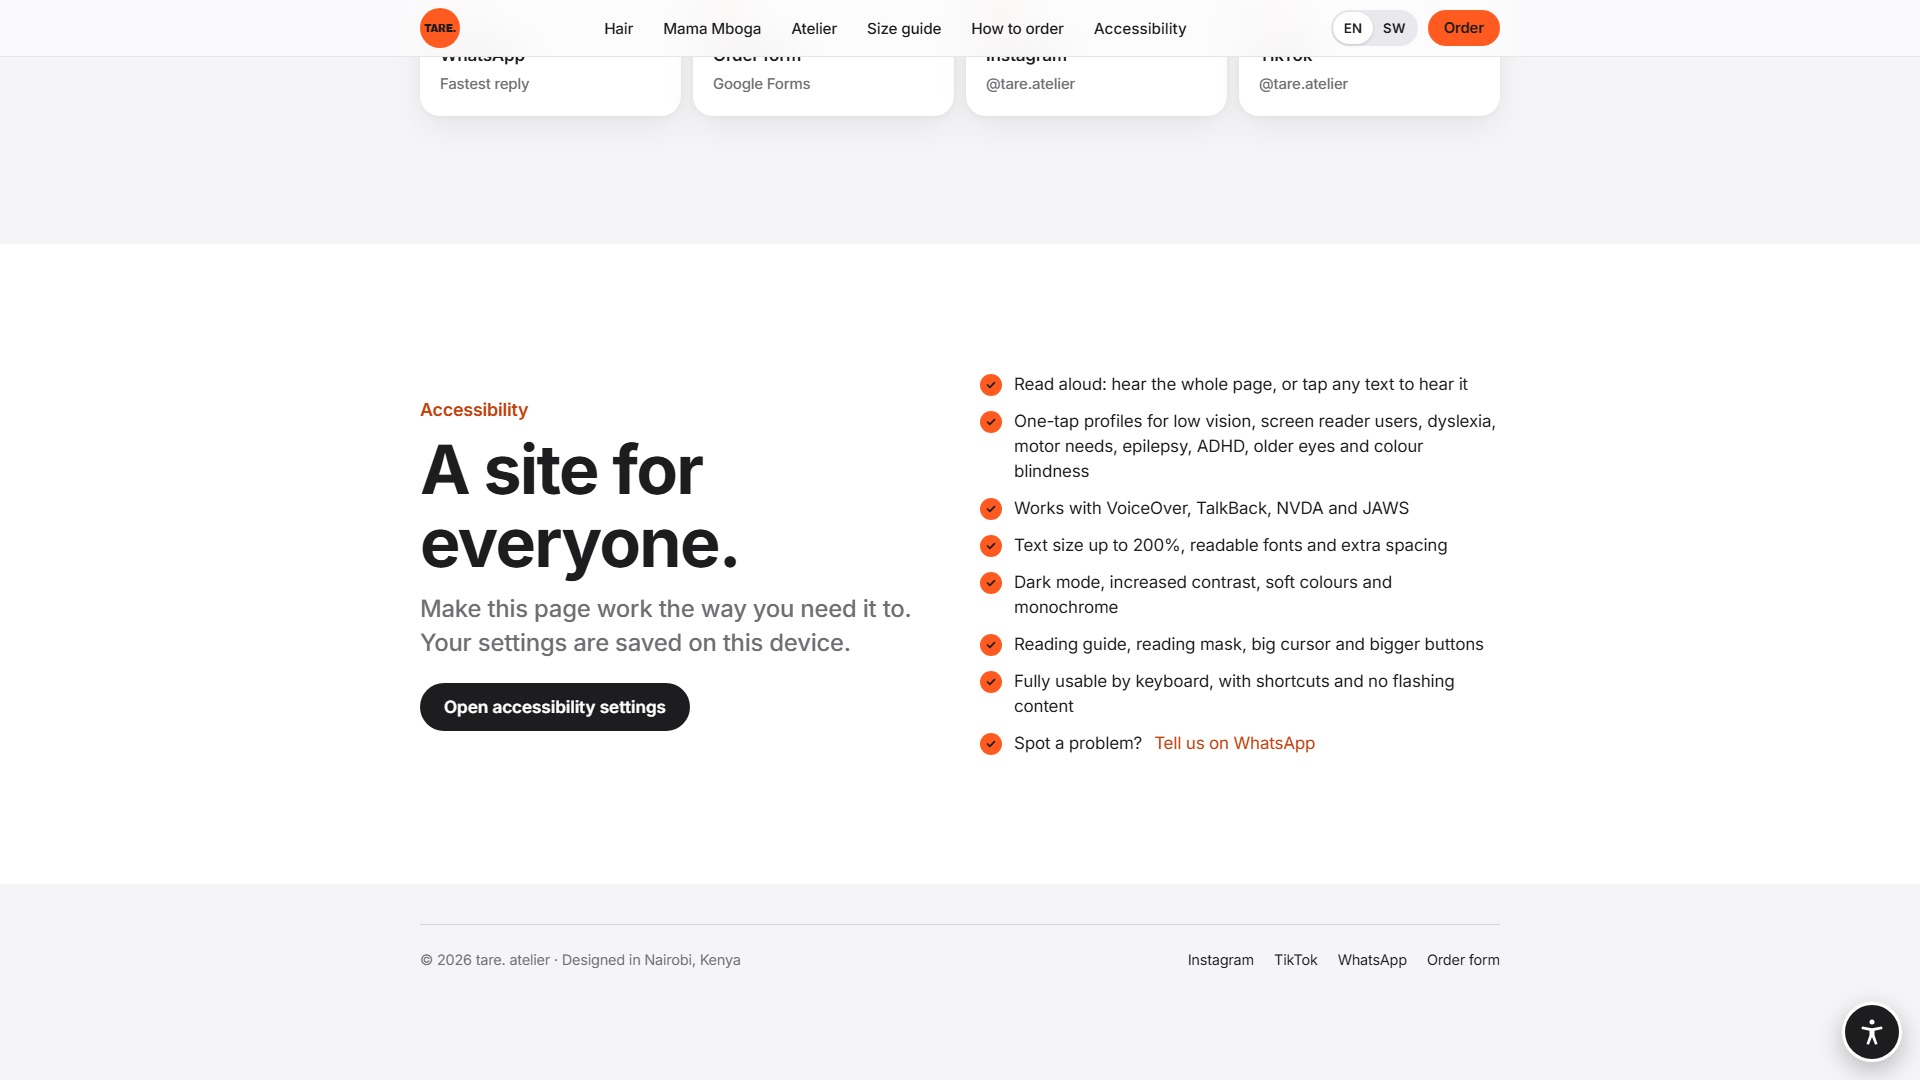 TARE.
Hair
Mama Mboga
Atelier
Size guide
How to order
Accessibility
EN
SW
Order
WhatsApp
Order form
Instagram
TikTok
Fastest reply
Google Forms
@tare.atelier
@tare.atelier
Accessibility
A site for
everyone.
Make this page work the way you need it to.
Your settings are saved on this device.
Open accessibility settings
Read aloud: hear the whole page, or tap any text to hear it
One-tap profiles for low vision, screen reader users, dyslexia,
motor needs, epilepsy, ADHD, older eyes and colour
blindness
Works with VoiceOver, TalkBack, NVDA and JAWS
Text size up to 200%, readable fonts and extra spacing
Dark mode, increased contrast, soft colours and
monochrome
Reading guide, reading mask, big cursor and bigger buttons
Fully usable by keyboard, with shortcuts and no flashing
content
Spot a problem? Tell us on WhatsApp
© 2026 tare. atelier · Designed in Nairobi, Kenya
Instagram
TikTok
WhatsApp
Order form